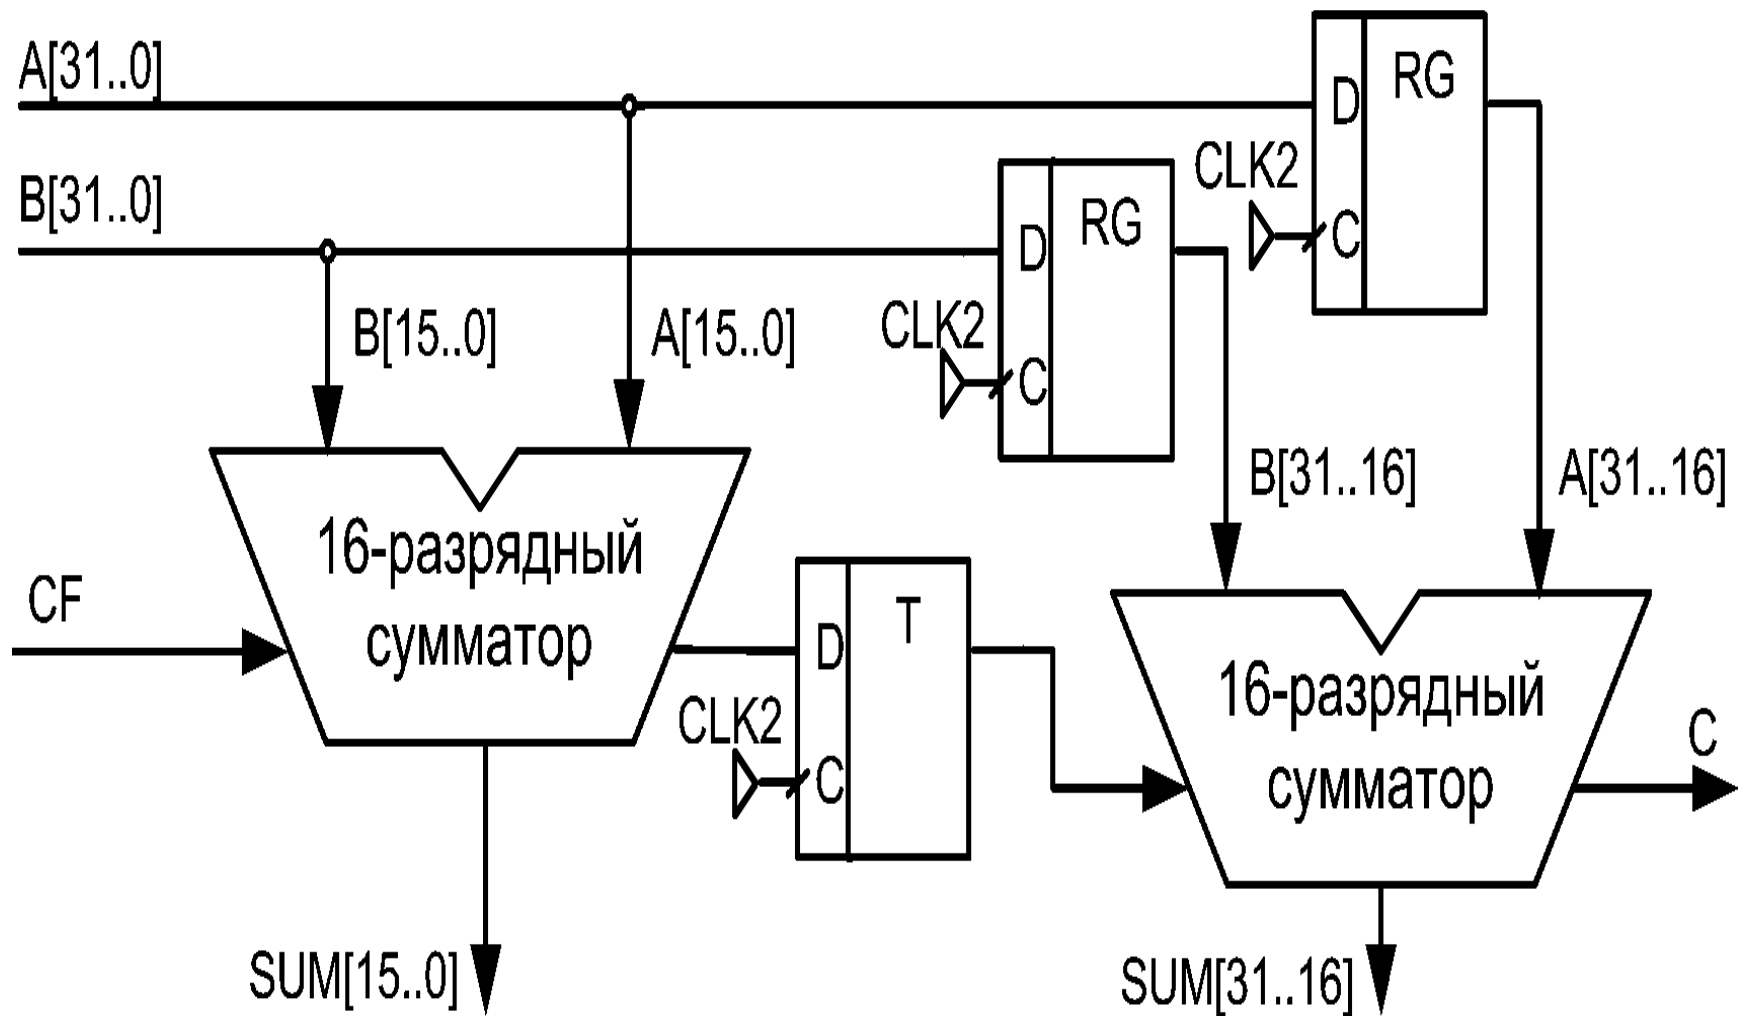 A[31..0]
D
RG
CLK2
C
B[31..0]
D
RG
CLK2
C
B[15..0]
A[15..0]
B[31..16]
A[31..16]
16-разрядный
сумматор
CF
D
T
CLK2
C
16-разрядный
сумматор
C
SUM[15..0]
SUM[31..16]